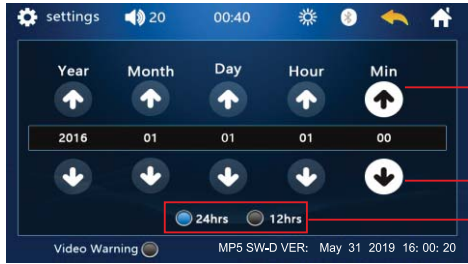 settings 20 00:40
Year Month Day Hour Min
2016 01 01 01 00
24hrs 12hrs
Video Warning MP5 SW-D VER: May 31 2019 16: 00: 20